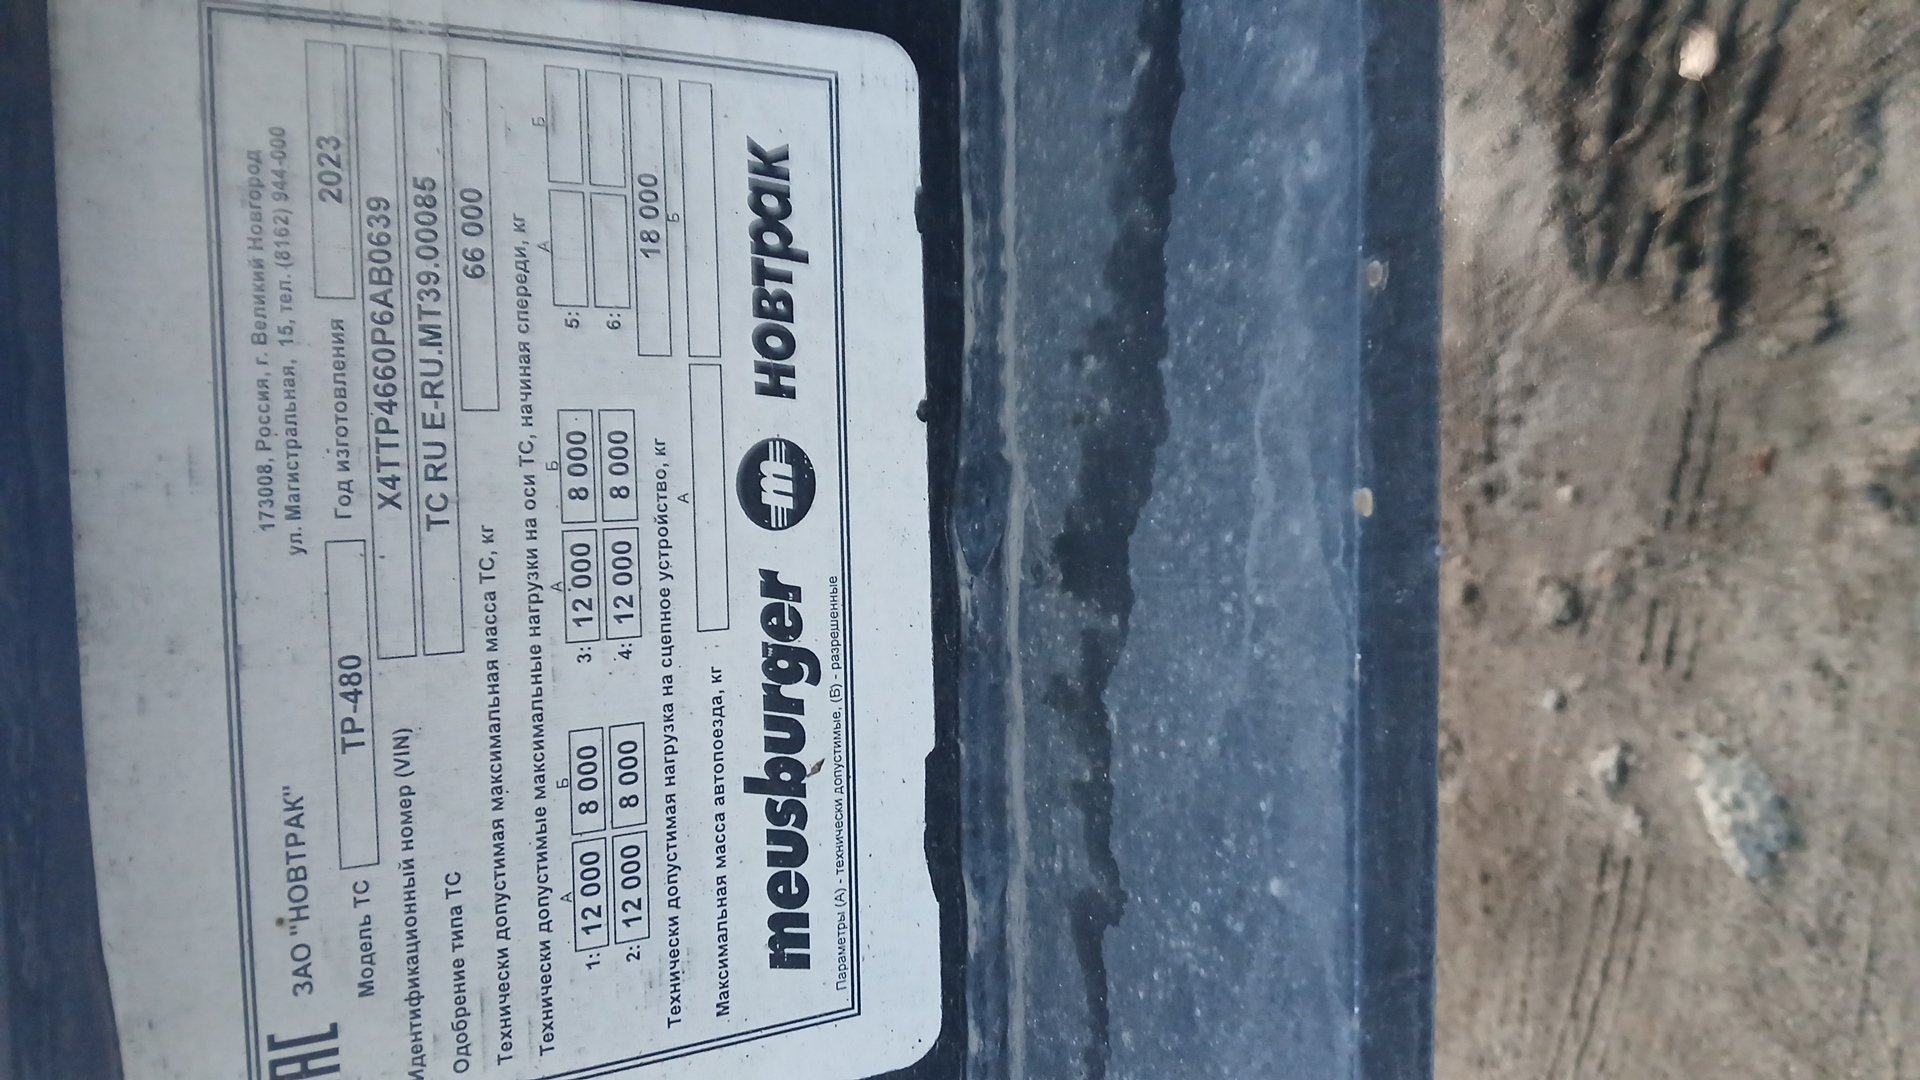 ЗАО "НОВТРАК"
173008, Россия, г. Великий Новгород
ул. Магистральная, 15, тел. (8162) 944-000
Модель ТС TP-480 Год изготовления 2023
Идентификационный номер (VIN) X4TTP4660P6AB0639
Одобрение типа ТС ТС RU E-RU.MT39.00085
Технически допустимая максимальная масса ТС, кг 66 000
Технически допустимые максимальные нагрузки на оси ТС, начиная спереди, кг
А Б А Б А Б
1: 12 000 8 000 3: 12 000 8 000 5:
2: 12 000 8 000 4: 12 000 8 000 6:
Технически допустимая нагрузка на сцепное устройство, кг 18 000
А Б
Максимальная масса автопоезда, кг
meusburger m новтрак
Параметры (А) - технически допустимые, (Б) - разрешенные